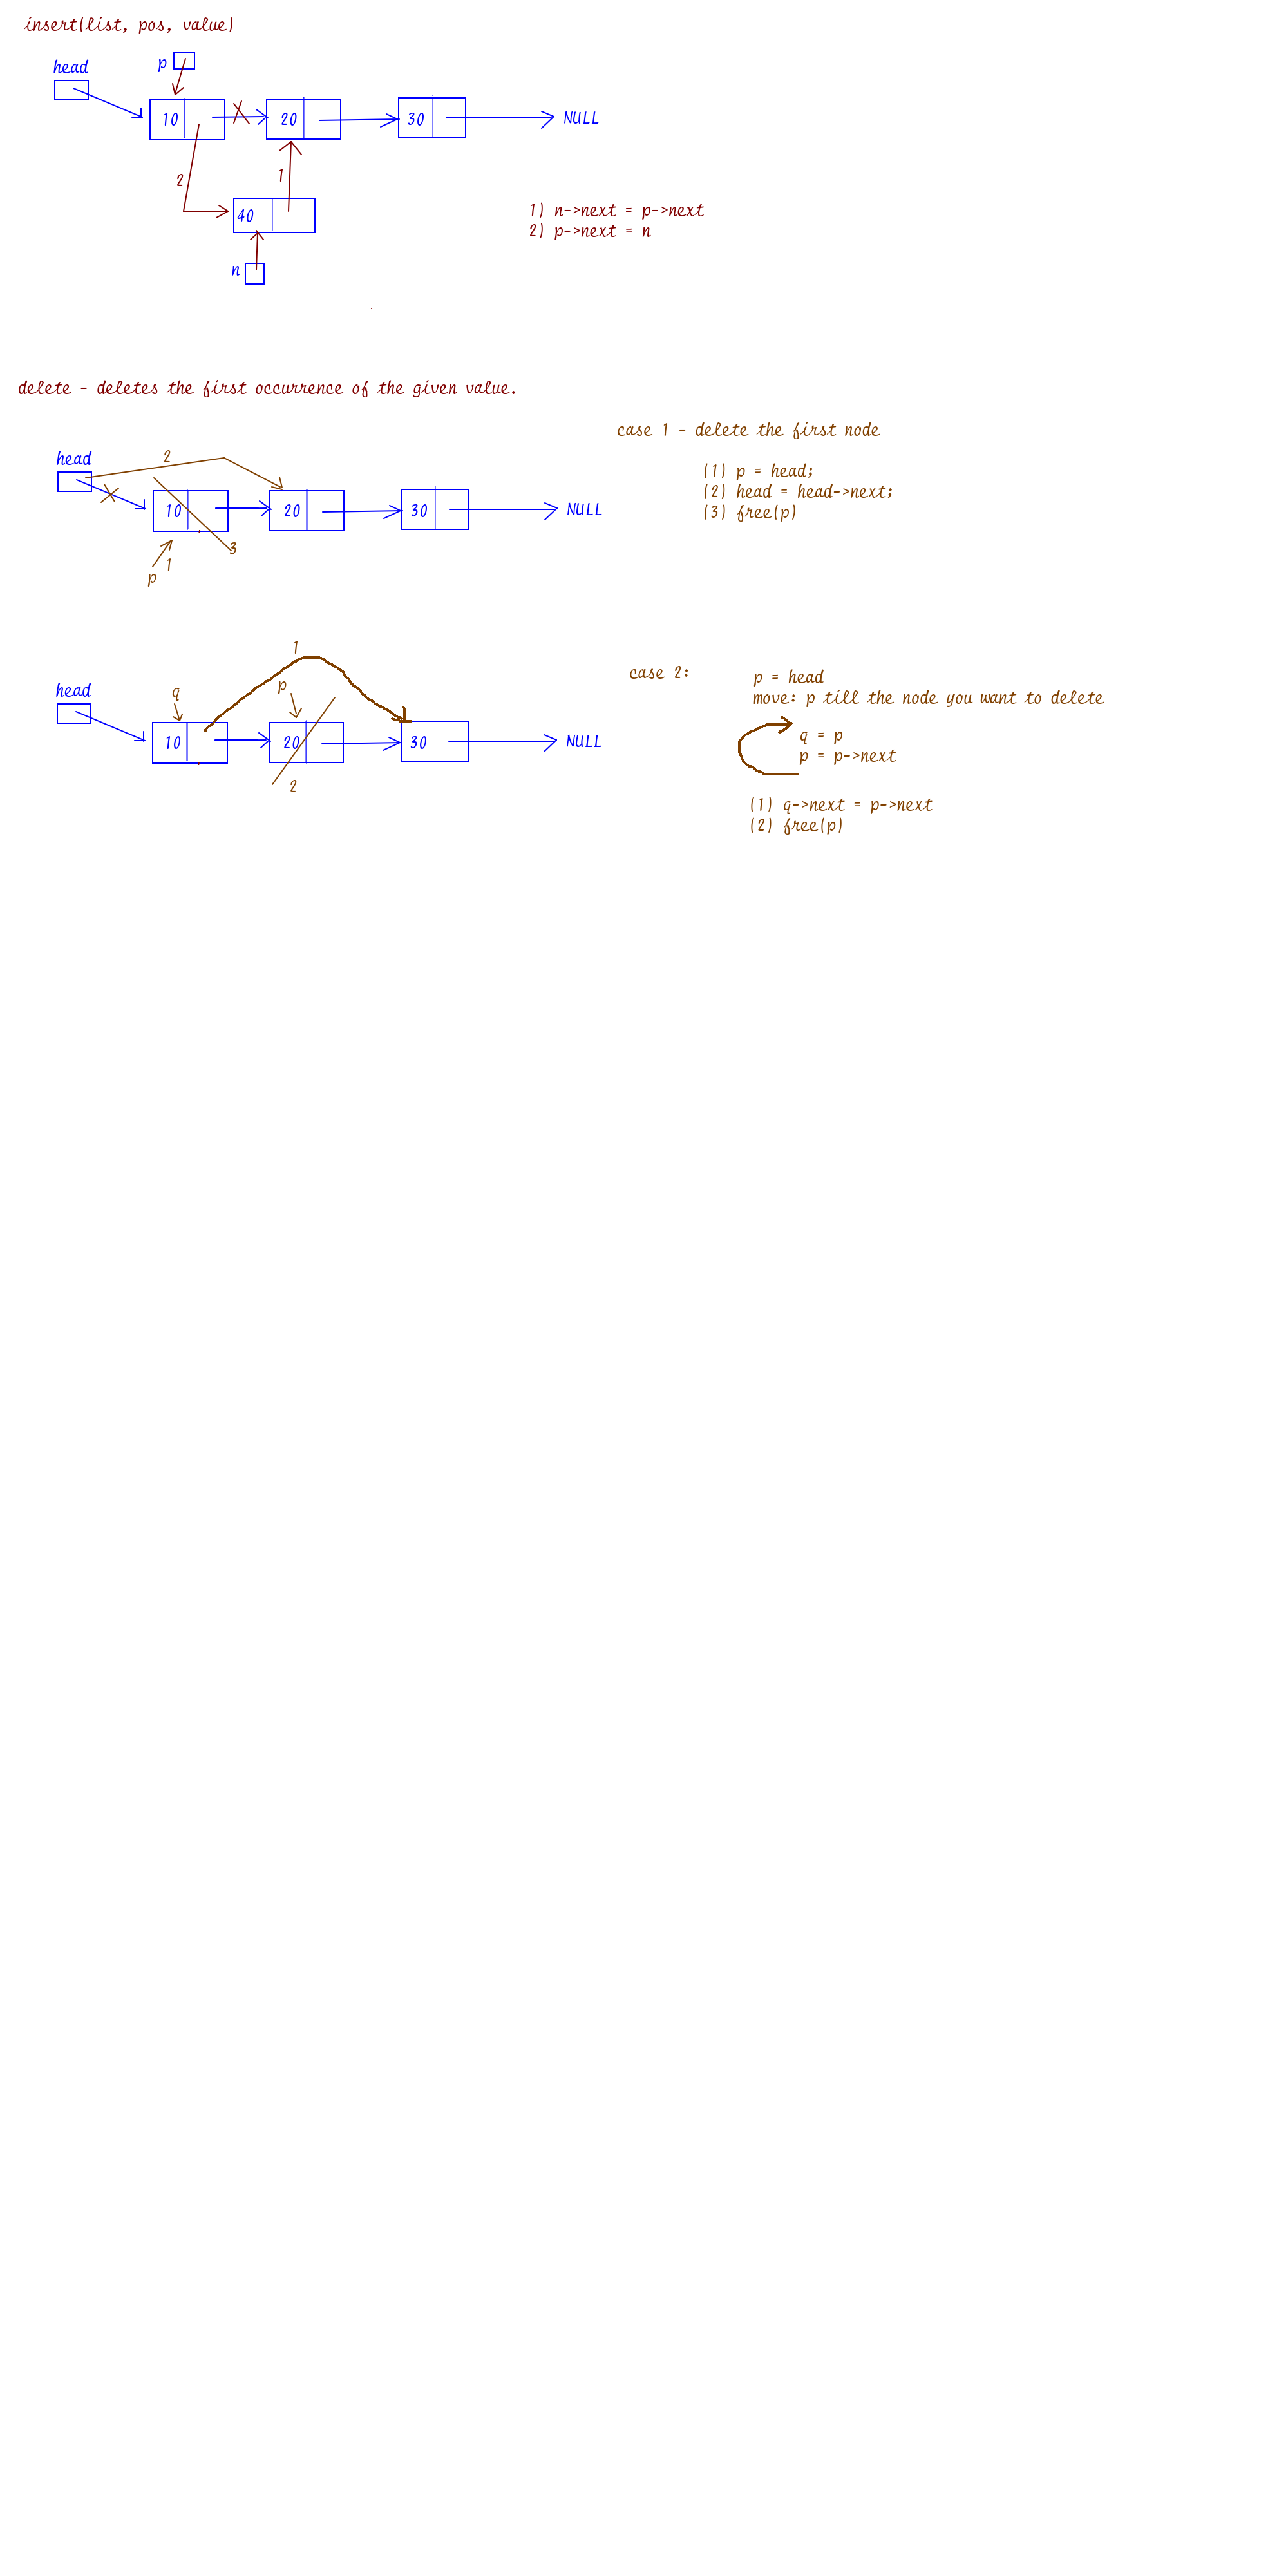 insert(list, pos, value)
p
head
10 20 30 NULL
2 1
40
1) n->next = p->next
2) p->next = n
n
delete - deletes the first occurrence of the given value.
case 1 - delete the first node
head 2
(1) p = head;
(2) head = head->next;
(3) free(p)
10 20 30 NULL
3
1
p
1
case 2:
p = head
move: p till the node you want to delete
head q p
q = p
p = p->next
10 20 30 NULL
2
(1) q->next = p->next
(2) free(p)